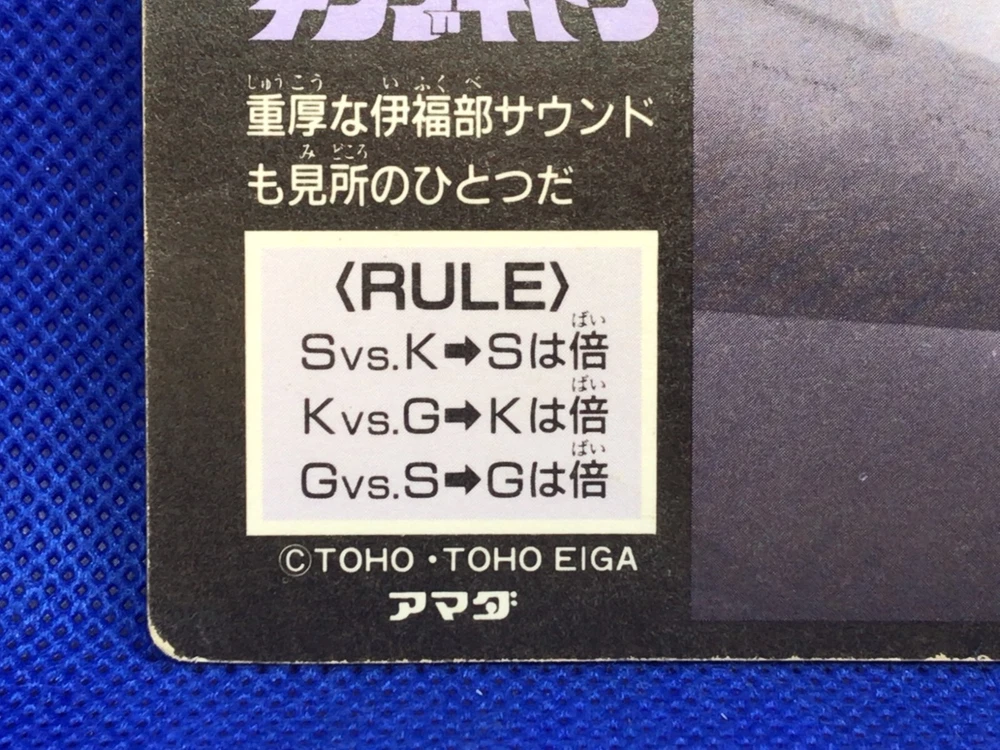 重厚な伊福部サウンド
も見所のひとつだ
〈RULE〉
Svs.K➡Sは倍
Kvs.G➡Kは倍
Gvs.S➡Gは倍
©TOHO・TOHO EIGA
アマダ